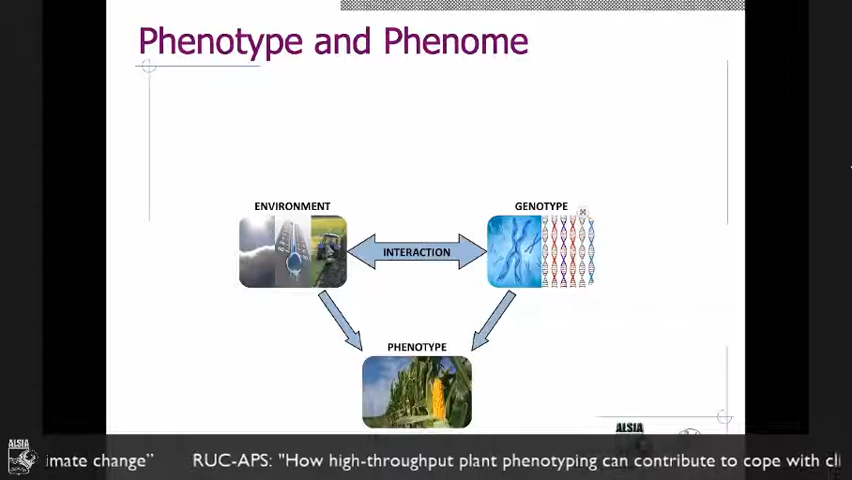 Phenotype and Phenome
ENVIRONMENT
GENOTYPE
INTERACTION
PHENOTYPE
ALSIA
ALSIA
imate change” RUC-APS: "How high-throughput plant phenotyping can contribute to cope with cli